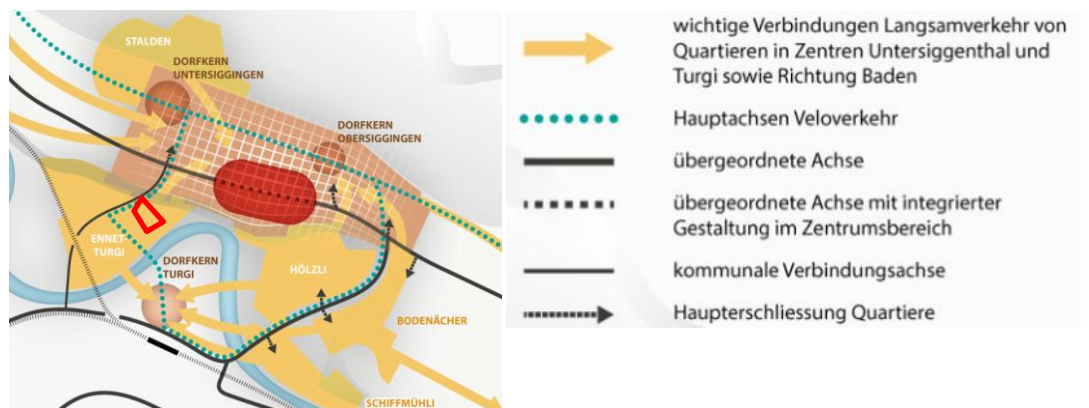 STALDEN
DORFKERN
UNTERSIGGINGEN
DORFKERN
OBERSIGGINGEN
ENNET-
TURGI
DORFKERN
TURGI
HÖLZLI
BODENÄCHER
SCHIFFMÜHLI
wichtige Verbindungen Langsamverkehr von
Quartieren in Zentren Untersiggenthal und
Turgi sowie Richtung Baden
Hauptachsen Veloverkehr
übergeordnete Achse
übergeordnete Achse mit integrierter
Gestaltung im Zentrumsbereich
kommunale Verbindungsachse
Haupterschliessung Quartiere